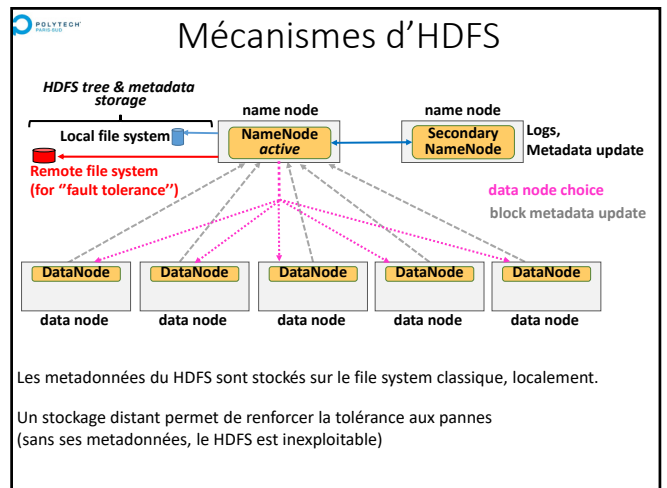 POLYTECH
PARIS-SUD
Mécanismes d’HDFS
HDFS tree & metadata
storage
name node
name node
Local file system
NameNode
active
Secondary
NameNode
Logs,
Metadata update
Remote file system
(for ‘’fault tolerance’’)
data node choice
block metadata update
DataNode
DataNode
DataNode
DataNode
DataNode
data node
data node
data node
data node
data node
Les metadonnées du HDFS sont stockés sur le file system classique, localement.
Un stockage distant permet de renforcer la tolérance aux pannes
(sans ses metadonnées, le HDFS est inexploitable)